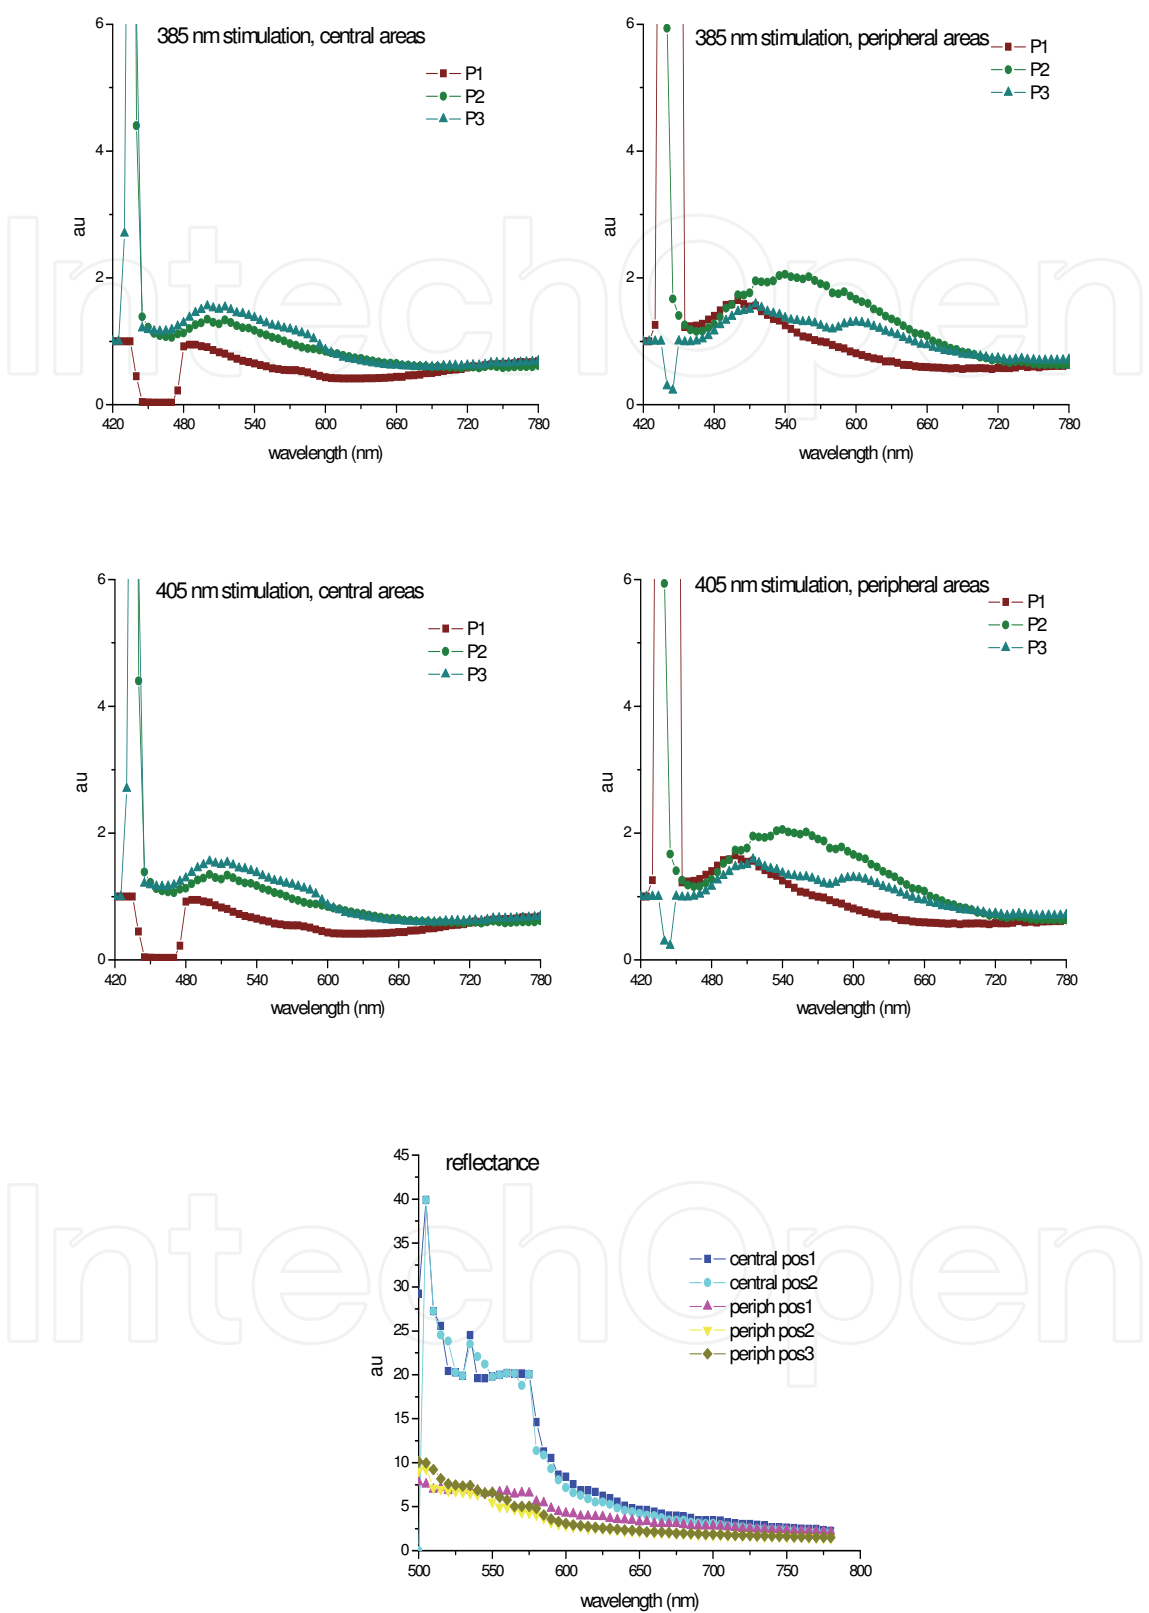 385 nm stimulation, central areas
P1
P2
P3
6
4
2
0
au
420 480 540 600 660 720 780
wavelength (nm)
385 nm stimulation, peripheral areas
P1
P2
P3
6
4
2
0
au
420 480 540 600 660 720 780
wavelength (nm)
405 nm stimulation, central areas
P1
P2
P3
6
4
2
0
au
420 480 540 600 660 720 780
wavelength (nm)
405 nm stimulation, peripheral areas
P1
P2
P3
6
4
2
0
au
420 480 540 600 660 720 780
wavelength (nm)
reflectance
central pos1
central pos2
periph pos1
periph pos2
periph pos3
45
40
35
30
25
20
15
10
5
0
au
500 550 600 650 700 750 800
wavelength (nm)
IntechOpen
IntechOpen